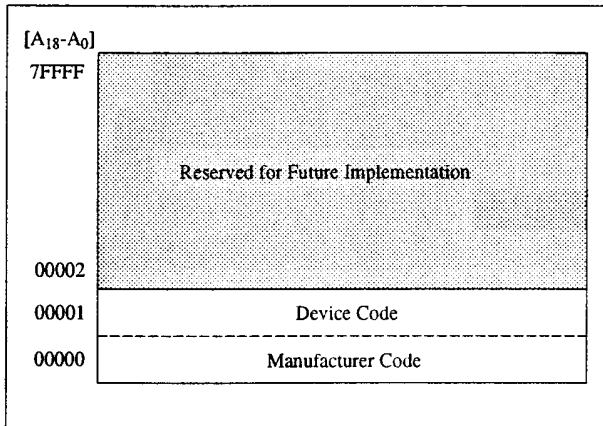 [A18-A0]
7FFFF
Reserved for Future Implementation
00002
00001 Device Code
00000 Manufacturer Code